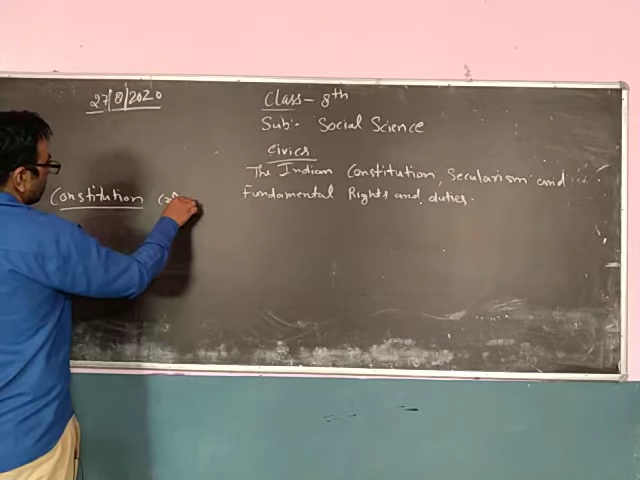 27/8/2020
Class- 8th
Sub:- Social Science
Civics
The Indian Constitution, Secularism and
Fundamental Rights and duties.
Constitution